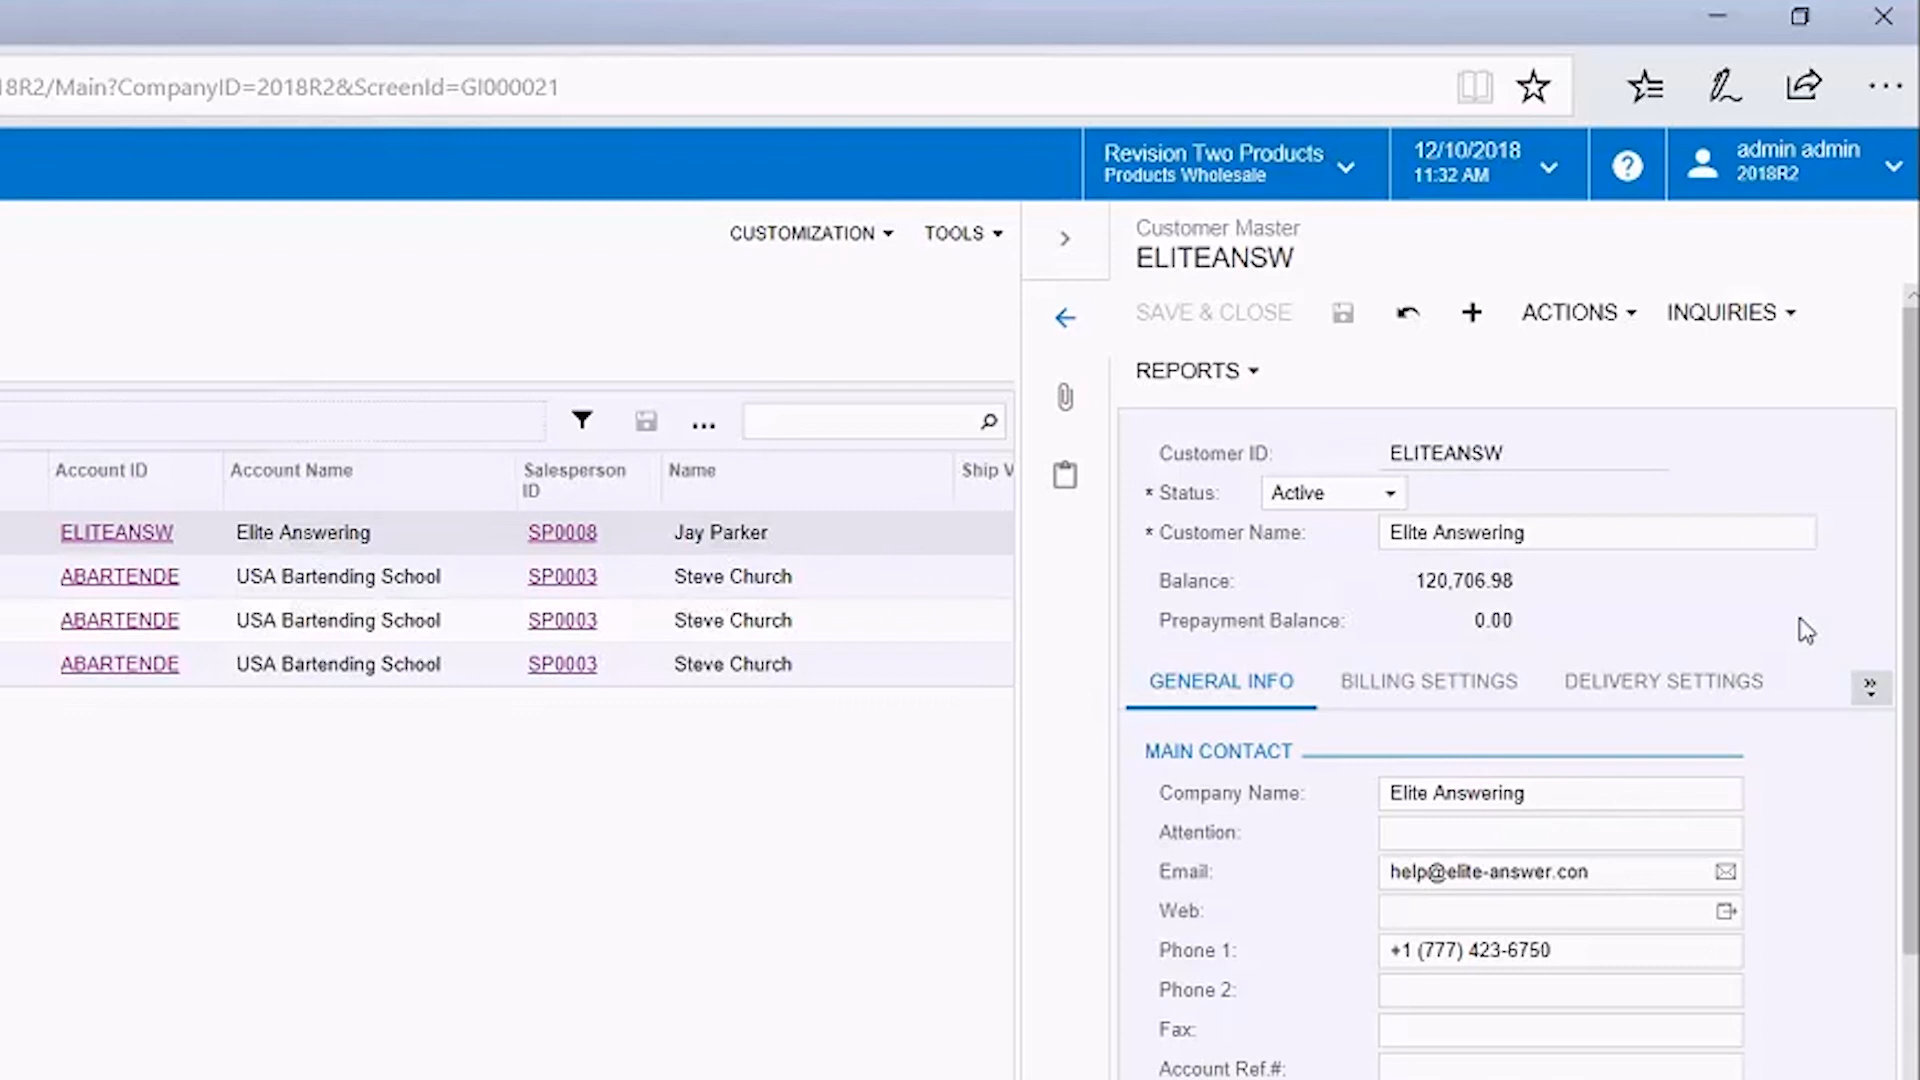 18R2/Main?CompanyID=2018R2&ScreenId=GI000021
Revision Two Products
Products Wholesale
12/10/2018
11:32 AM
?
admin admin
2018R2
CUSTOMIZATION
TOOLS
Customer Master
ELITEANSW
SAVE & CLOSE
ACTIONS
INQUIRIES
REPORTS
Account ID
Account Name
Salesperson ID
Name
Ship V
ELITEANSW
Elite Answering
SP0008
Jay Parker
ABARTENDE
USA Bartending School
SP0003
Steve Church
ABARTENDE
USA Bartending School
SP0003
Steve Church
ABARTENDE
USA Bartending School
SP0003
Steve Church
Customer ID:
ELITEANSW
* Status:
Active
* Customer Name:
Elite Answering
Balance:
120,706.98
Prepayment Balance:
0.00
GENERAL INFO
BILLING SETTINGS
DELIVERY SETTINGS
MAIN CONTACT
Company Name:
Elite Answering
Attention:
Email:
help@elite-answer.con
Web:
Phone 1:
+1 (777) 423-6750
Phone 2:
Fax:
Account Ref.#: